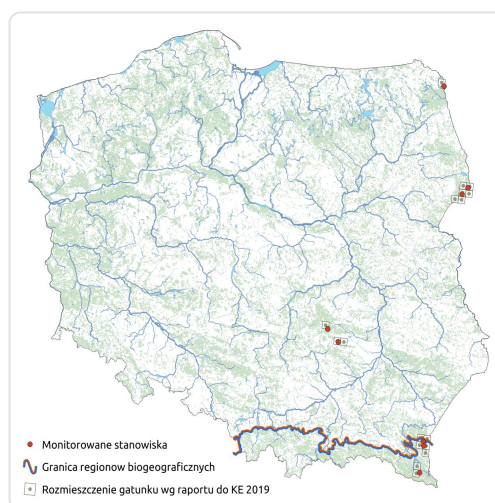 Monitorowane stanowiska
Granica regionow biogeograficznych
Rozmieszczenie gatunku wg raportu do KE 2019